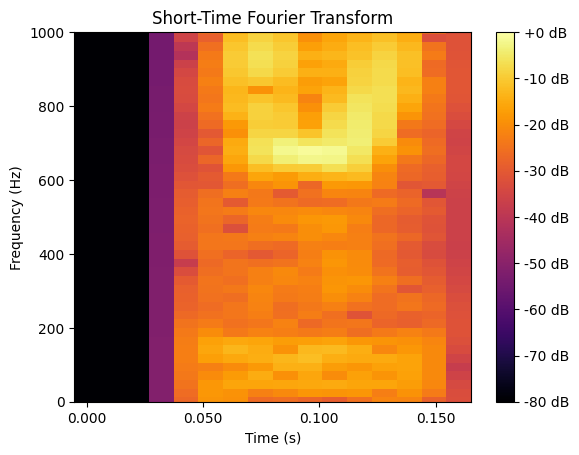 Short-Time Fourier Transform
1000
800
600
400
200
0
Frequency (Hz)
0.000
0.050
0.100
0.150
Time (s)
+0 dB
-10 dB
-20 dB
-30 dB
-40 dB
-50 dB
-60 dB
-70 dB
-80 dB